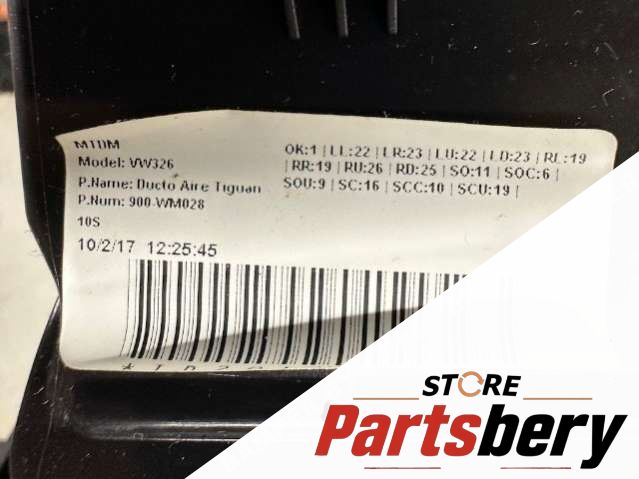 MTDM
Model: VW326
P.Name: Ducto Aire Tiguan
P.Num: 900-WM028
10S
10/2/17 12:25:45
OK:1 | LL:22 | LR:23 | LU:22 | LD:23 | RL:19
| RR:19 | RU:26 | RD:25 | SO:11 | SOC:6 |
SOU:9 | SC:16 | SCC:10 | SCU:19 |
STORE
Partsbery